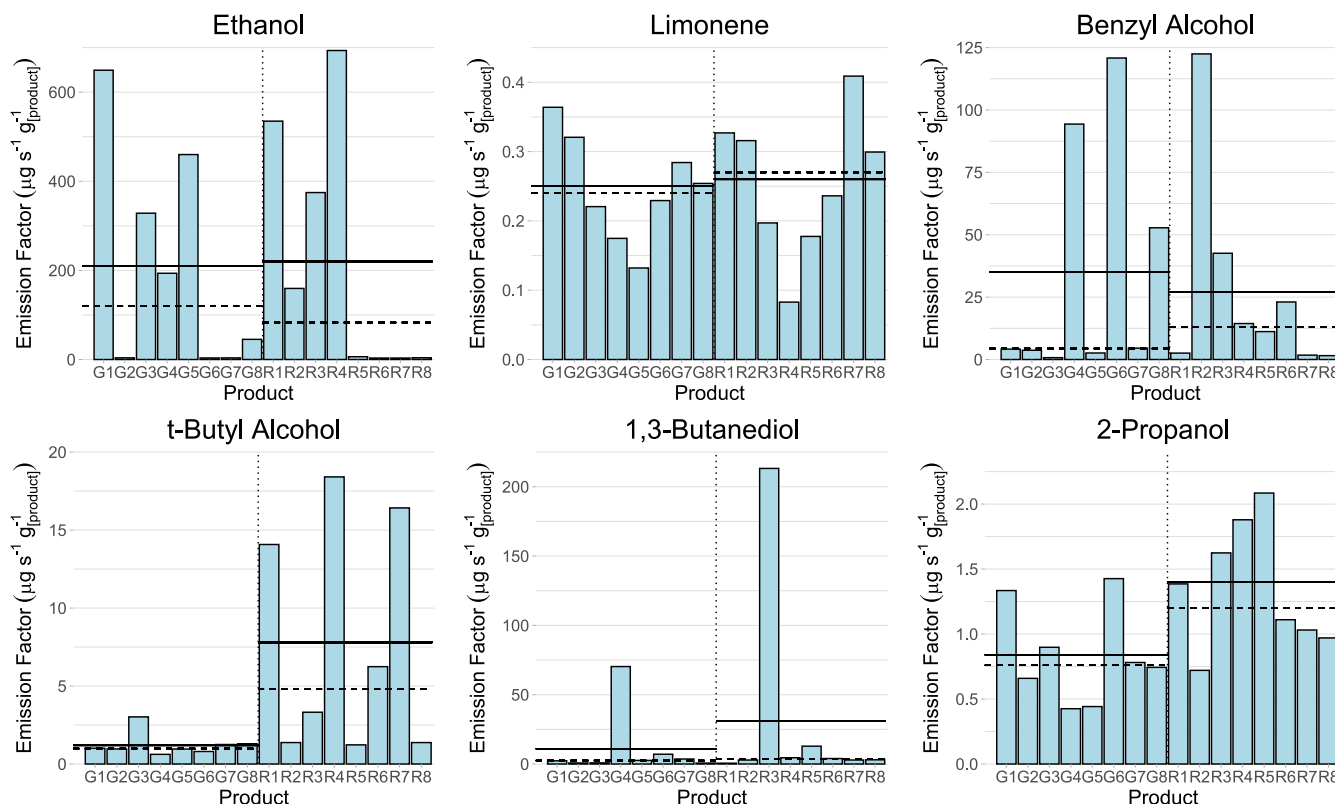 Ethanol
Emission Factor (μg s⁻¹ g⁻¹[product])
600
400
200
0
G1G2G3G4G5G6G7G8R1R2R3R4R5R6R7R8
Product
Limonene
Emission Factor (μg s⁻¹ g⁻¹[product])
0.4
0.3
0.2
0.1
0.0
G1G2G3G4G5G6G7G8R1R2R3R4R5R6R7R8
Product
Benzyl Alcohol
Emission Factor (μg s⁻¹ g⁻¹[product])
125
100
75
50
25
0
G1G2G3G4G5G6G7G8R1R2R3R4R5R6R7R8
Product
t-Butyl Alcohol
Emission Factor (μg s⁻¹ g⁻¹[product])
20
15
10
5
0
G1G2G3G4G5G6G7G8R1R2R3R4R5R6R7R8
Product
1,3-Butanediol
Emission Factor (μg s⁻¹ g⁻¹[product])
200
150
100
50
0
G1G2G3G4G5G6G7G8R1R2R3R4R5R6R7R8
Product
2-Propanol
Emission Factor (μg s⁻¹ g⁻¹[product])
2.0
1.5
1.0
0.5
0.0
G1G2G3G4G5G6G7G8R1R2R3R4R5R6R7R8
Product